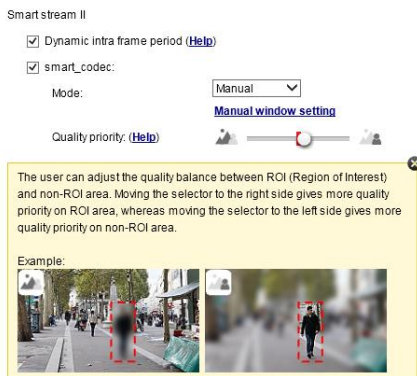 Smart stream II
Dynamic intra frame period (Help)
smart_codec:
Mode: Manual
Manual window setting
Quality priority: (Help)
The user can adjust the quality balance between ROI (Region of Interest)
and non-ROI area. Moving the selector to the right side gives more quality
priority on ROI area, whereas moving the selector to the left side gives more
quality priority on non-ROI area.
Example: